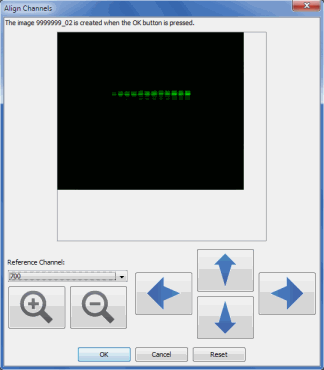 Align Channels
The image 9999999_02 is created when the OK button is pressed.
Reference Channel:
700
OK
Cancel
Reset